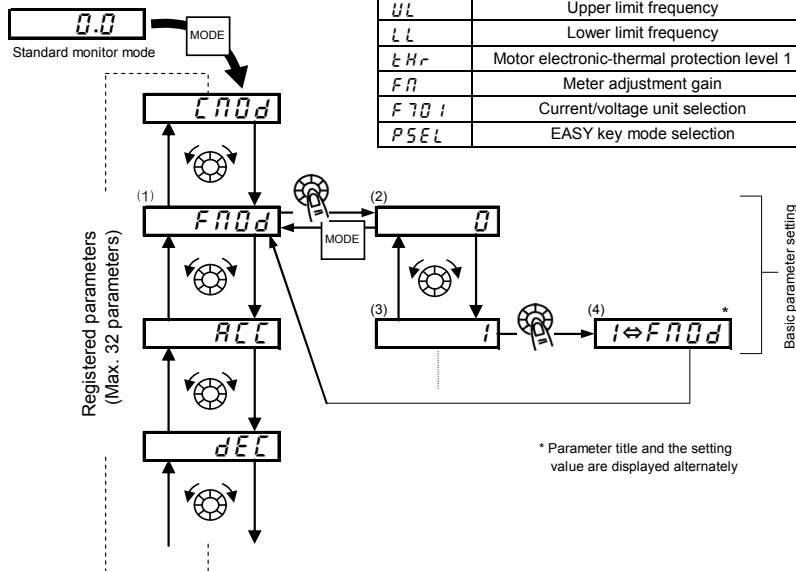 0.0
MODE
Standard monitor mode
UL Upper limit frequency
LL Lower limit frequency
tHr Motor electronic-thermal protection level 1
FM Meter adjustment gain
F701 Current/voltage unit selection
PSEL EASY key mode selection
CMOd
(1)
FMOd
MODE
(2)
0
(3)
1
(4)
*
1⇔FMOd
ACC
dEC
Registered parameters
(Max. 32 parameters)
Basic parameter setting
* Parameter title and the setting
value are displayed alternately